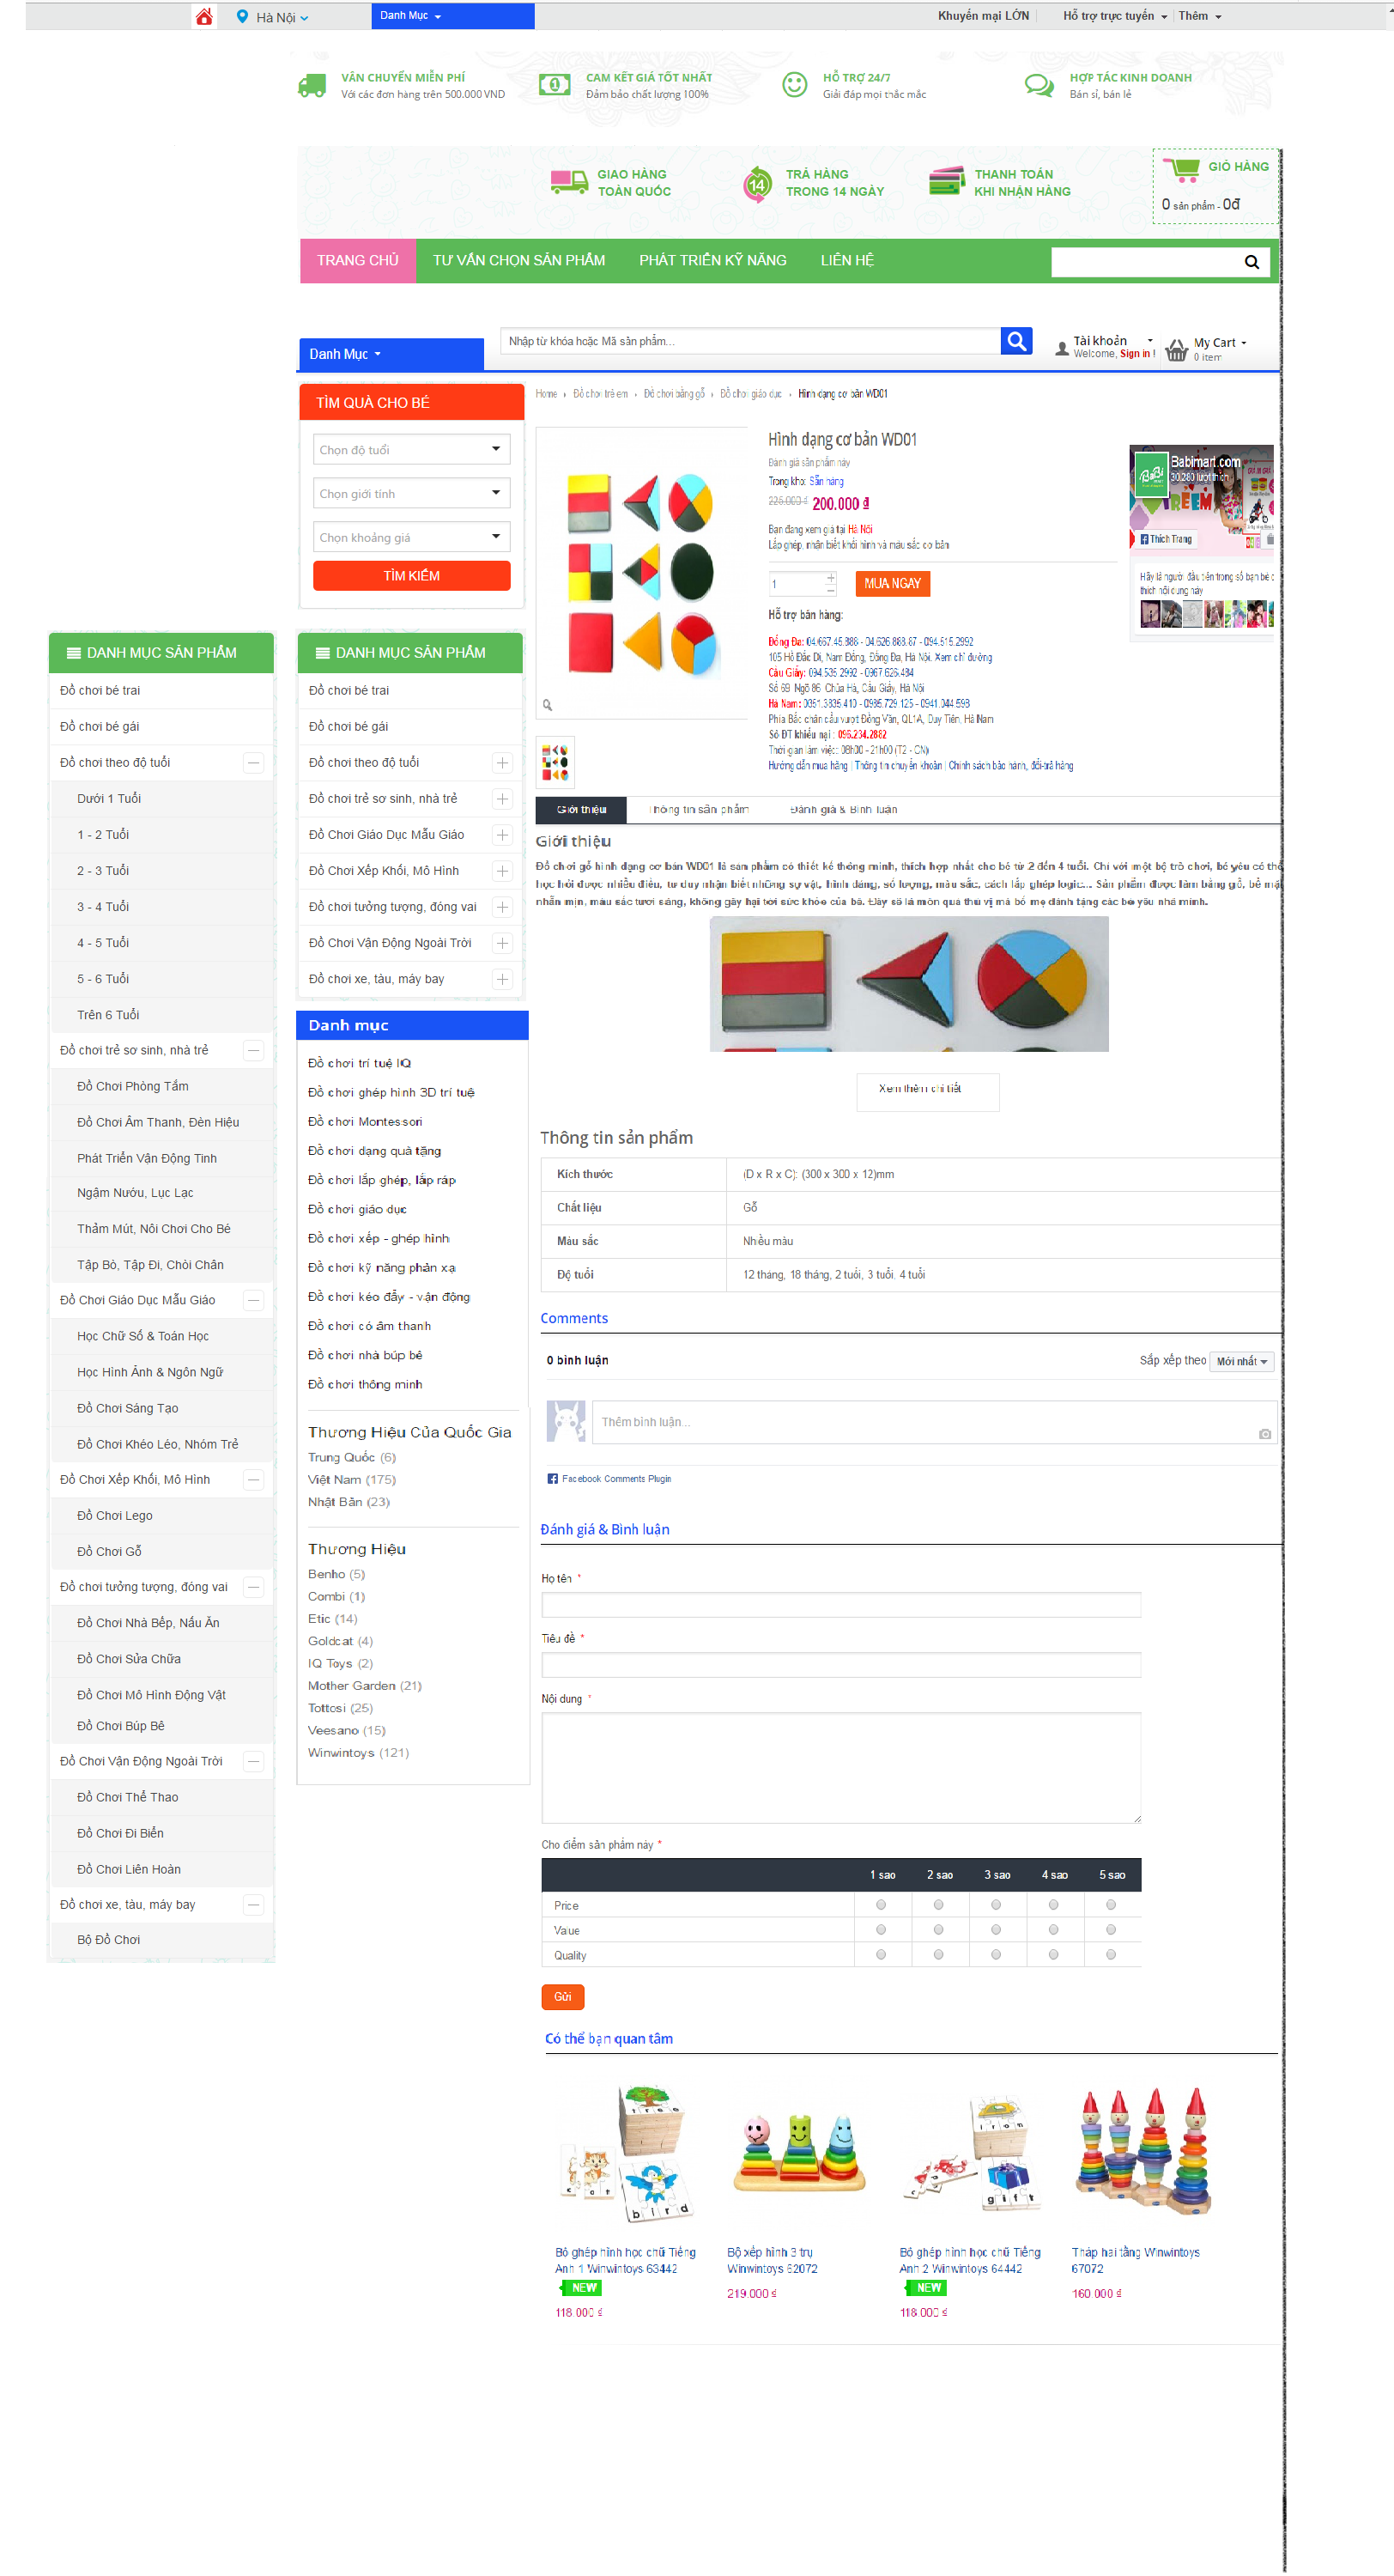 Hà Nội
Danh Mục
Khuyến mại LỚN
Hỗ trợ trực tuyến
Thêm
VẬN CHUYỂN MIỄN PHÍ
Với các đơn hàng trên 500.000 VND
CAM KẾT GIÁ TỐT NHẤT
Đảm bảo chất lượng 100%
HỖ TRỢ 24/7
Giải đáp mọi thắc mắc
HỢP TÁC KINH DOANH
Bán sỉ, bán lẻ
GIAO HÀNG
TOÀN QUỐC
14
TRẢ HÀNG
TRONG 14 NGÀY
THANH TOÁN
KHI NHẬN HÀNG
GIỎ HÀNG
0 sản phẩm - 0đ
TRANG CHỦ
TƯ VẤN CHỌN SẢN PHẨM
PHÁT TRIỂN KỸ NĂNG
LIÊN HỆ
Danh Mục
Nhập từ khóa hoặc Mã sản phẩm...
Tài khoản
Welcome, Sign in !
My Cart
0 item
TÌM QUÀ CHO BÉ
Chọn độ tuổi
Chọn giới tính
Chọn khoảng giá
TÌM KIẾM
DANH MỤC SẢN PHẨM
Đồ chơi bé trai
Đồ chơi bé gái
Đồ chơi theo độ tuổi
Dưới 1 Tuổi
1 - 2 Tuổi
2 - 3 Tuổi
3 - 4 Tuổi
4 - 5 Tuổi
5 - 6 Tuổi
Trên 6 Tuổi
Đồ chơi trẻ sơ sinh, nhà trẻ
Đồ Chơi Phòng Tắm
Đồ Chơi Âm Thanh, Đèn Hiệu
Phát Triển Vận Động Tinh
Ngậm Nướu, Lục Lạc
Thảm Mút, Nôi Chơi Cho Bé
Tập Bò, Tập Đi, Chòi Chân
Đồ Chơi Giáo Dục Mẫu Giáo
Học Chữ Số & Toán Học
Học Hình Ảnh & Ngôn Ngữ
Đồ Chơi Sáng Tạo
Đồ Chơi Khéo Léo, Nhóm Trẻ
Đồ Chơi Xếp Khối, Mô Hình
Đồ Chơi Lego
Đồ Chơi Gỗ
Đồ chơi tưởng tượng, đóng vai
Đồ Chơi Nhà Bếp, Nấu Ăn
Đồ Chơi Sửa Chữa
Đồ Chơi Mô Hình Động Vật
Đồ Chơi Búp Bê
Đồ Chơi Vận Động Ngoài Trời
Đồ Chơi Thể Thao
Đồ Chơi Đi Biển
Đồ Chơi Liên Hoàn
Đồ chơi xe, tàu, máy bay
Bộ Đồ Chơi
DANH MỤC SẢN PHẨM
Đồ chơi bé trai
Đồ chơi bé gái
Đồ chơi theo độ tuổi
Đồ chơi trẻ sơ sinh, nhà trẻ
Đồ Chơi Giáo Dục Mẫu Giáo
Đồ Chơi Xếp Khối, Mô Hình
Đồ chơi tưởng tượng, đóng vai
Đồ Chơi Vận Động Ngoài Trời
Đồ chơi xe, tàu, máy bay
Danh mục
Đồ chơi trí tuệ IQ
Đồ chơi ghép hình 3D trí tuệ
Đồ chơi Montessori
Đồ chơi dạng quà tặng
Đồ chơi lắp ghép, lắp ráp
Đồ chơi giáo dục
Đồ chơi xếp - ghép hình
Đồ chơi kỹ năng phản xạ
Đồ chơi kéo đẩy - vận động
Đồ chơi có âm thanh
Đồ chơi nhà búp bê
Đồ chơi thông minh
Thương Hiệu Của Quốc Gia
Trung Quốc (6)
Việt Nam (175)
Nhật Bản (23)
Thương Hiệu
Benho (5)
Combi (1)
Etic (14)
Goldcat (4)
IQ Toys (2)
Mother Garden (21)
Tottosi (25)
Veesano (15)
Winwintoys (121)
Home › Đồ chơi trẻ em › Đồ chơi bằng gỗ › Đồ chơi giáo dục › Hình dạng cơ bản WD01
Hình dạng cơ bản WD01
Đánh giá sản phẩm này
Trong kho: Sẵn hàng
225.000 đ 200.000 đ
Bạn đang xem giá tại Hà Nội
Lắp ghép, nhận biết khối hình và màu sắc cơ bản
1
MUA NGAY
Hỗ trợ bán hàng:
Đống Đa: 04.667.45.888 - 04.626.888.87 - 094.515.2992
105 Hồ Đắc Di, Nam Đồng, Đống Đa, Hà Nội. Xem chỉ đường
Cầu Giấy: 094.535.2992 - 0967.626.484
Số 69 Ngõ 86 Chùa Hà, Cầu Giấy, Hà Nội
Hà Nam: 0351.3835.410 - 0985.729.125 - 0941.044.598
Phía Bắc chân cầu vượt Đồng Văn, QL1A, Duy Tiên, Hà Nam
Số ĐT khiếu nại : 096.234.2882
Thời gian làm việc: 08h00 - 21h00 (T2 - CN)
Hướng dẫn mua hàng | Thông tin chuyển khoản | Chính sách bảo hành, đổi-trả hàng
Babimart.com
30.280 lượt thích
Thích Trang
Hãy là người đầu tiên trong số bạn bè c
thích nội dung này
Giới thiệu
Thông tin sản phẩm
Đánh giá & Bình luận
Giới thiệu
Đồ chơi gỗ hình dạng cơ bản WD01 là sản phẩm có thiết kế thông minh, thích hợp nhất cho bé từ 2 đến 4 tuổi. Chỉ với một bộ trò chơi, bé yêu có thể
học hỏi được nhiều điều, tư duy nhận biết những sự vật, hình dáng, số lượng, màu sắc, cách lắp ghép logic... Sản phẩm được làm bằng gỗ, bề mặt
nhẵn mịn, màu sắc tươi sáng, không gây hại tới sức khỏe của bé. Đây sẽ là món quà thú vị mà bố mẹ dành tặng các bé yêu nhà mình.
Xem thêm chi tiết
Thông tin sản phẩm
Kích thước (D x R x C): (300 x 300 x 12)mm
Chất liệu Gỗ
Màu sắc Nhiều màu
Độ tuổi 12 tháng, 18 tháng, 2 tuổi, 3 tuổi, 4 tuổi
Comments
0 bình luận
Sắp xếp theo Mới nhất
Thêm bình luận...
Facebook Comments Plugin
Đánh giá & Bình luận
Họ tên *
Tiêu đề *
Nội dung *
Cho điểm sản phẩm này *
1 sao 2 sao 3 sao 4 sao 5 sao
Price
Value
Quality
Gửi
Có thể bạn quan tâm
c a t
b i r d
i r o n
g i f t
Bộ ghép hình học chữ Tiếng
Anh 1 Winwintoys 63442
NEW
118.000 đ
Bộ xếp hình 3 trụ
Winwintoys 62072
219.000 đ
Bộ ghép hình học chữ Tiếng
Anh 2 Winwintoys 64442
NEW
118.000 đ
Tháp hai tầng Winwintoys
67072
160.000 đ